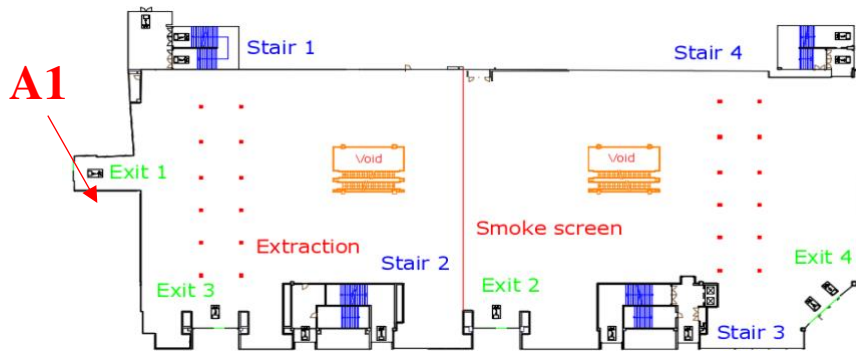 Stair 1
Stair 4
A1
Void
Void
Exit 1
Smoke screen
Extraction
Stair 2
Exit 4
Exit 3
Exit 2
Stair 3